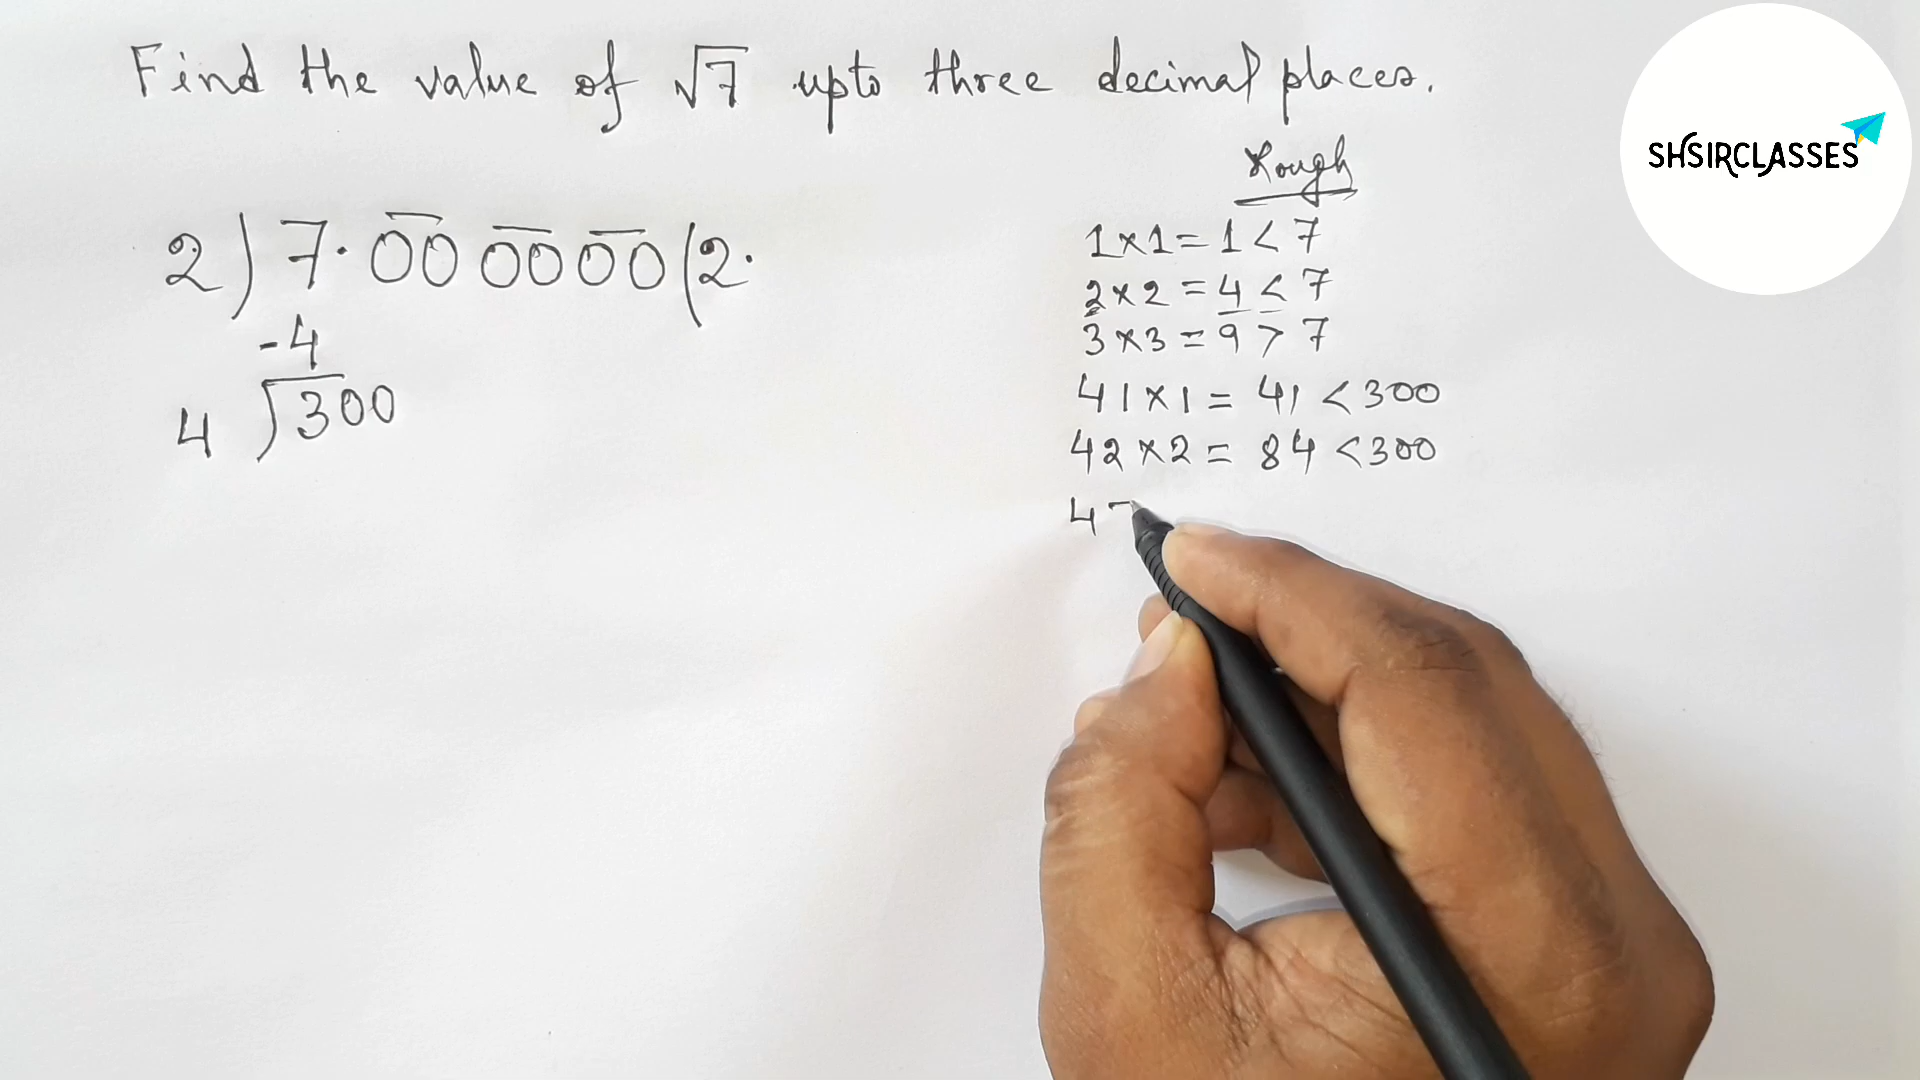 Find the value of √7 upto three decimal places.
SHSIRCLASSES
2 ) 7.00 00 00 ( 2.
-4
4 ) 300
Rough
1×1 = 1 < 7
2×2 = 4 < 7
3×3 = 9 > 7
41×1 = 41 < 300
42×2 = 84 < 300
4